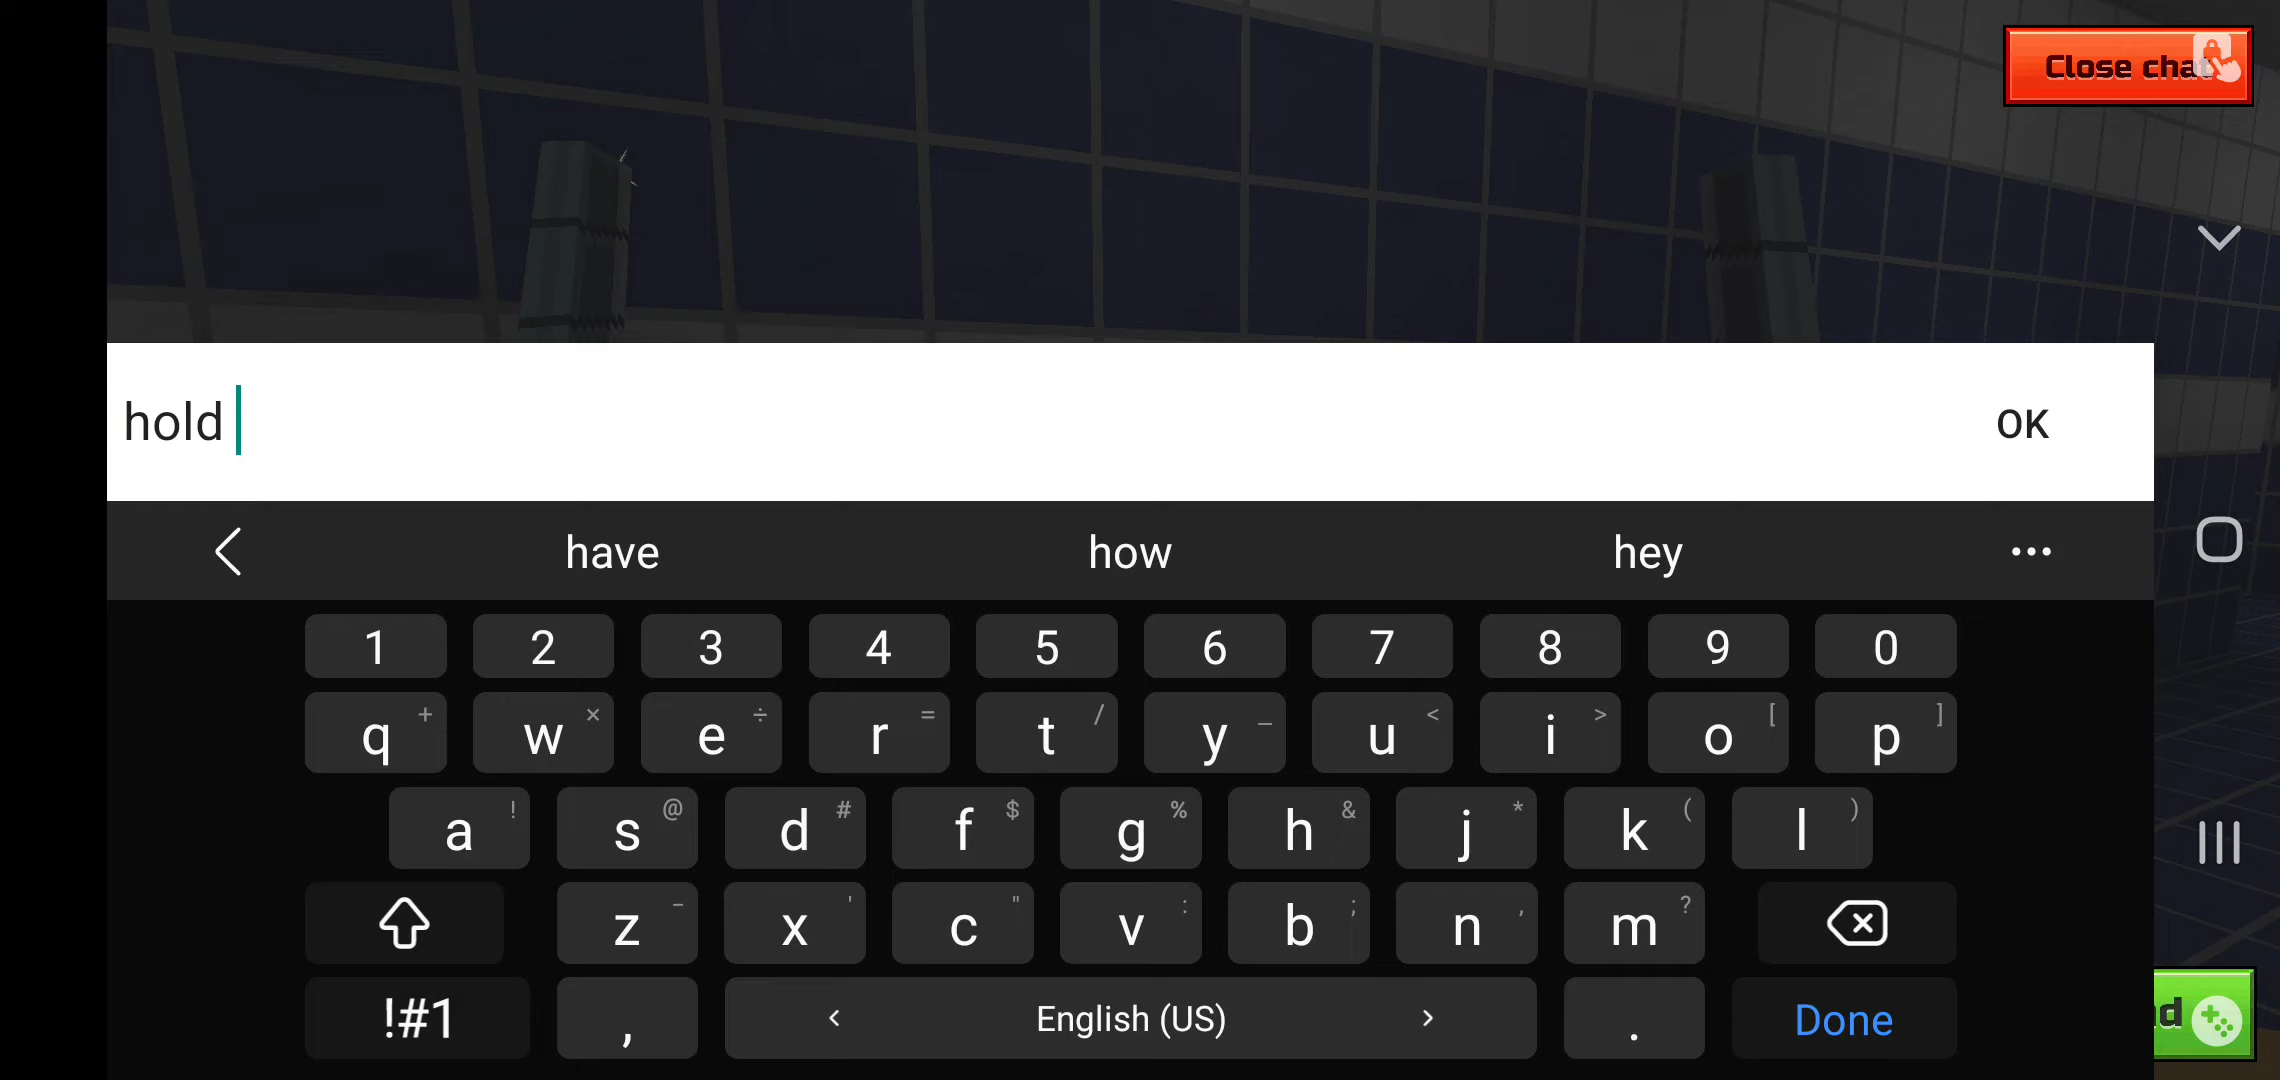 Close chat
hold
OK
have how hey ...
1 2 3 4 5 6 7 8 9 0
q + w × e ÷ r = t / y _ u < i > o [ p ]
a ! s @ d # f $ g % h & j * k ( l )
z - x ' c " v : b ; n , m ?
!#1 , < English (US) > . Done